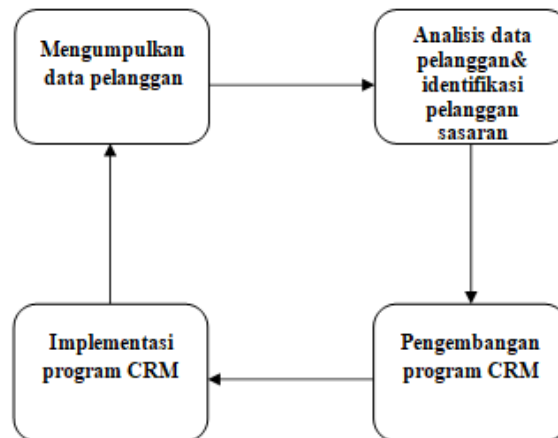 Mengumpulkan
data pelanggan
Analisis data
pelanggan&
identifikasi
pelanggan
sasaran
Implementasi
program CRM
Pengembangan
program CRM